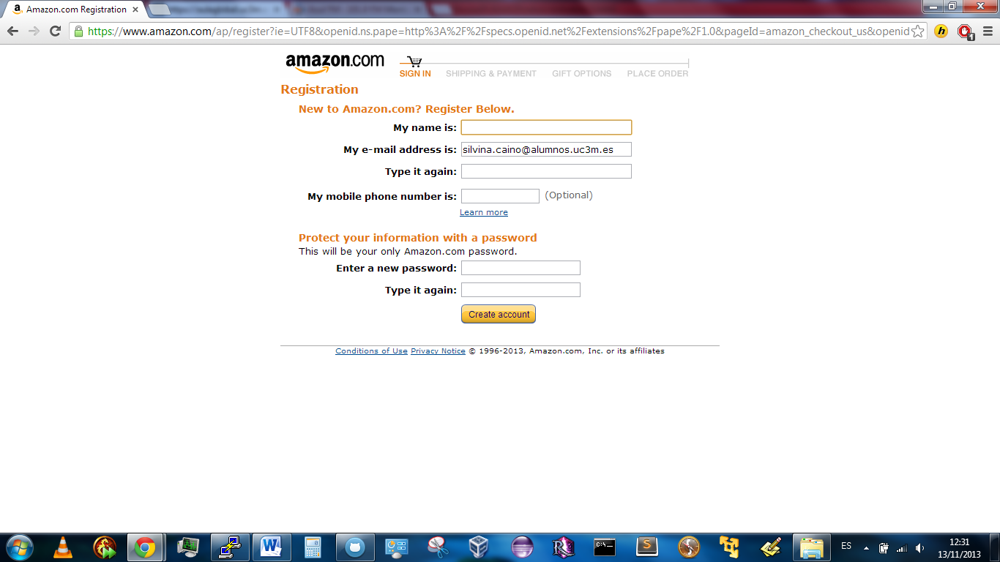 Amazon.com Registration
https://www.amazon.com/ap/register?ie=UTF8&openid.ns.pape=http%3A%2F%2Fspecs.openid.net%2Fextensions%2Fpape%2F1.0&pageId=amazon_checkout_us&openid
amazon.com
SIGN IN SHIPPING & PAYMENT GIFT OPTIONS PLACE ORDER
Registration
New to Amazon.com? Register Below.
My name is:
My e-mail address is: silvina.caino@alumnos.uc3m.es
Type it again:
My mobile phone number is: (Optional)
Learn more
Protect your information with a password
This will be your only Amazon.com password.
Enter a new password:
Type it again:
Create account
Conditions of Use Privacy Notice © 1996-2013, Amazon.com, Inc. or its affiliates
ES 12:31
13/11/2013